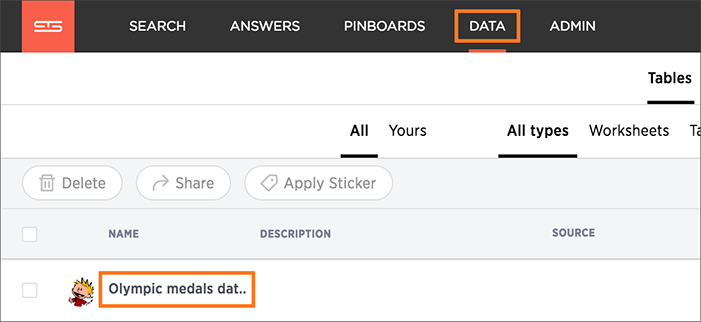 SEARCH ANSWERS PINBOARDS DATA ADMIN
Tables
All Yours All types Worksheets Ta
Delete Share Apply Sticker
NAME DESCRIPTION SOURCE
Olympic medals dat..